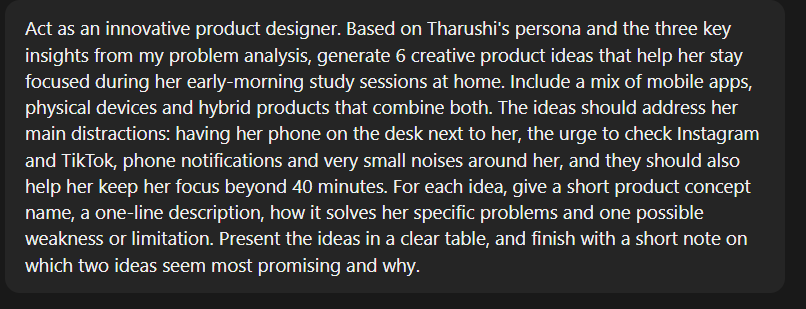 Act as an innovative product designer. Based on Tharushi's persona and the three key
insights from my problem analysis, generate 6 creative product ideas that help her stay
focused during her early-morning study sessions at home. Include a mix of mobile apps,
physical devices and hybrid products that combine both. The ideas should address her
main distractions: having her phone on the desk next to her, the urge to check Instagram
and TikTok, phone notifications and very small noises around her, and they should also
help her keep her focus beyond 40 minutes. For each idea, give a short product concept
name, a one-line description, how it solves her specific problems and one possible
weakness or limitation. Present the ideas in a clear table, and finish with a short note on
which two ideas seem most promising and why.